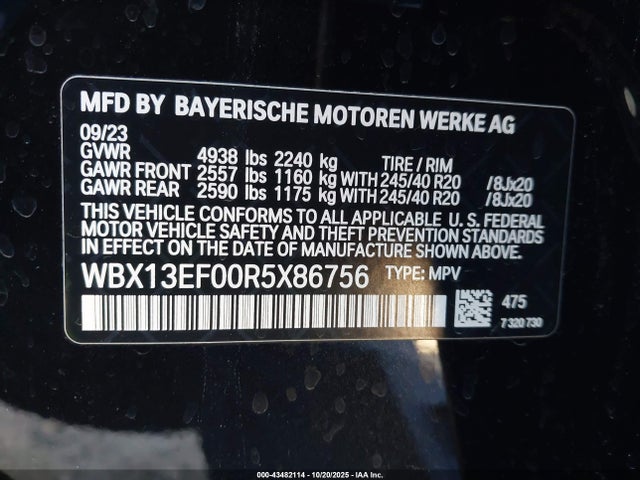 MFD BY BAYERISCHE MOTOREN WERKE AG
09/23
GVWR 4938 lbs 2240 kg TIRE / RIM
GAWR FRONT 2557 lbs 1160 kg WITH 245/40 R20 /8Jx20
GAWR REAR 2590 lbs 1175 kg WITH 245/40 R20 /8Jx20
THIS VEHICLE CONFORMS TO ALL APPLICABLE U. S. FEDERAL
MOTOR VEHICLE SAFETY AND THEFT PREVENTION STANDARDS
IN EFFECT ON THE DATE OF MANUFACTURE SHOWN ABOVE.
WBX13EF00R5X86756 TYPE: MPV
475
7 320 730
000-43482114 - 10/20/2025 - IAA Inc.